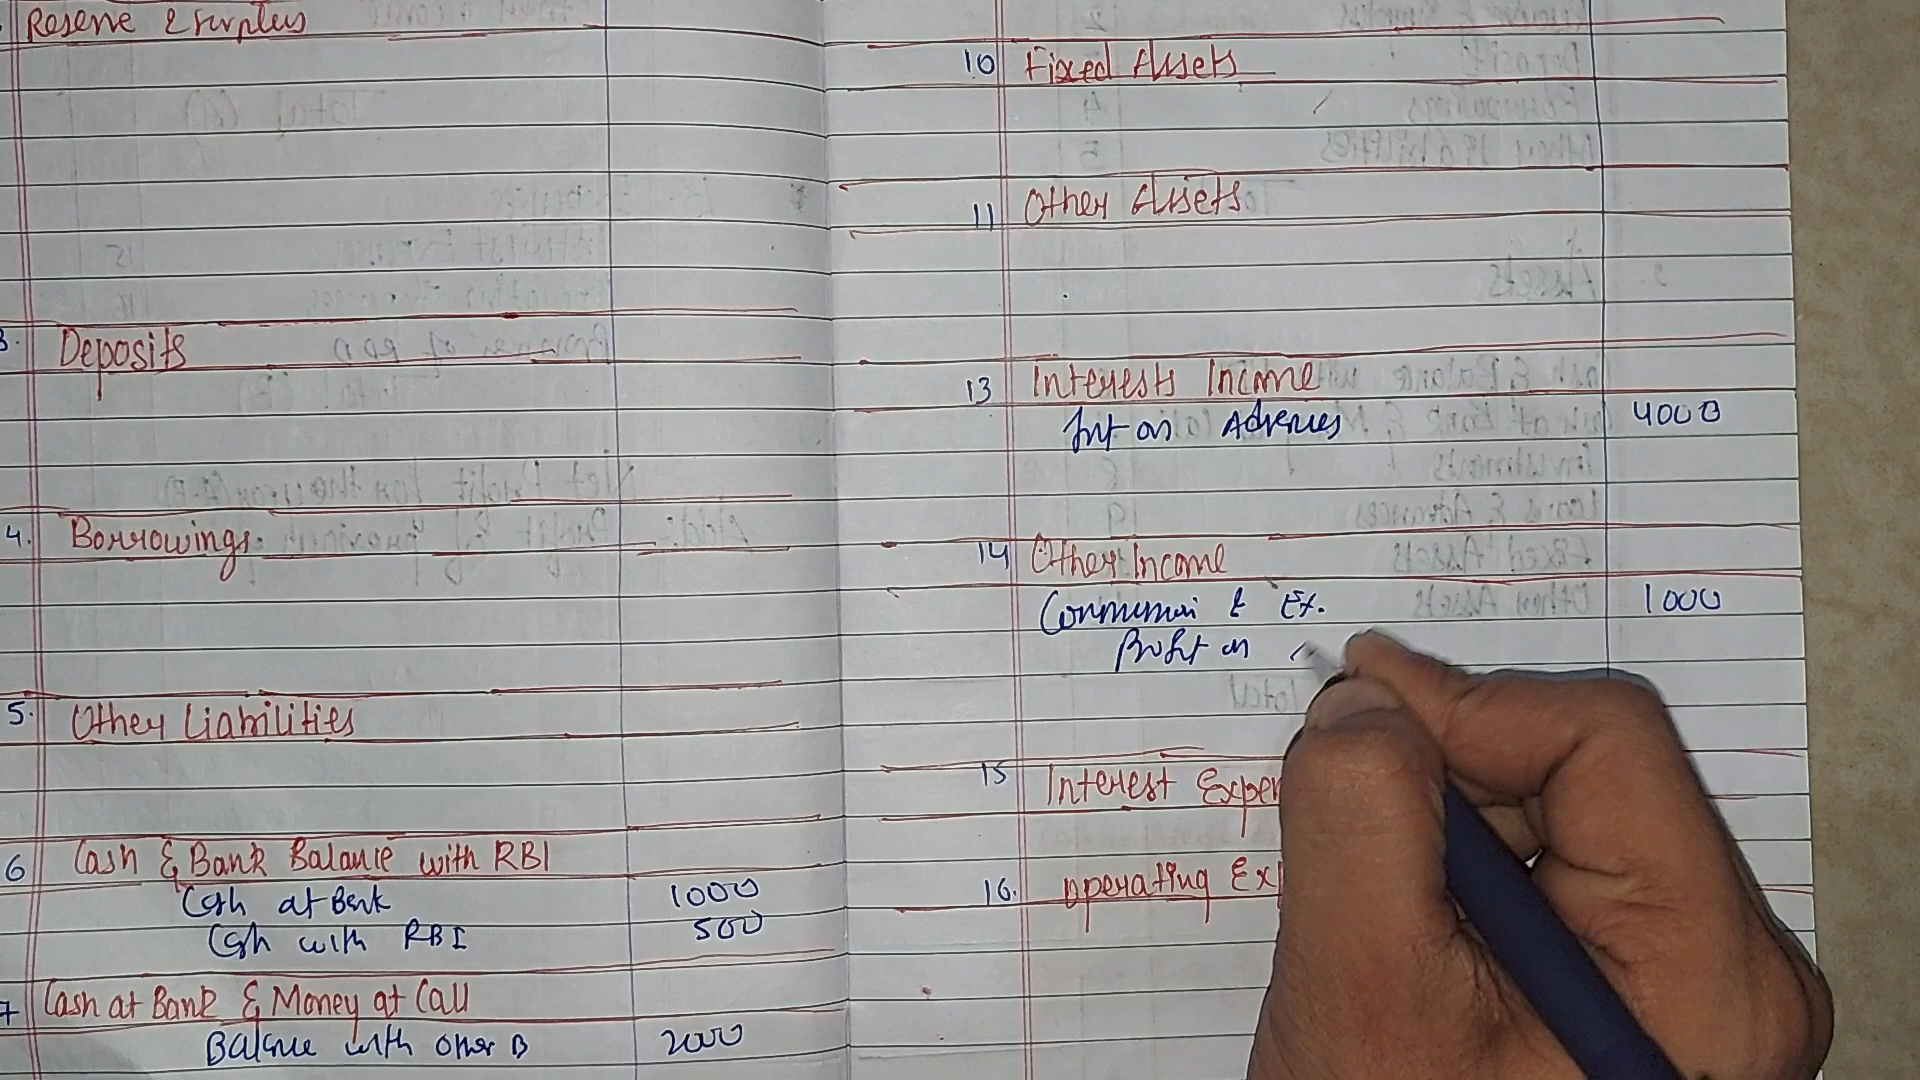 Reserve & Surplus
3. Deposits
4. Borrowings
5. Other Liabilities
6 Cash & Bank Balance with RBI
Cash at Bank 1000
Cash with RBI 500
7 Cash at Bank & Money at Call
Balance with other B 2000
10 Fixed Assets
11 Other Assets
13 Interests Income
Int on Advances 4000
14 Other Income
Commission & Ex. 1000
Profit on
15 Interest Expen
16. Operating Exp